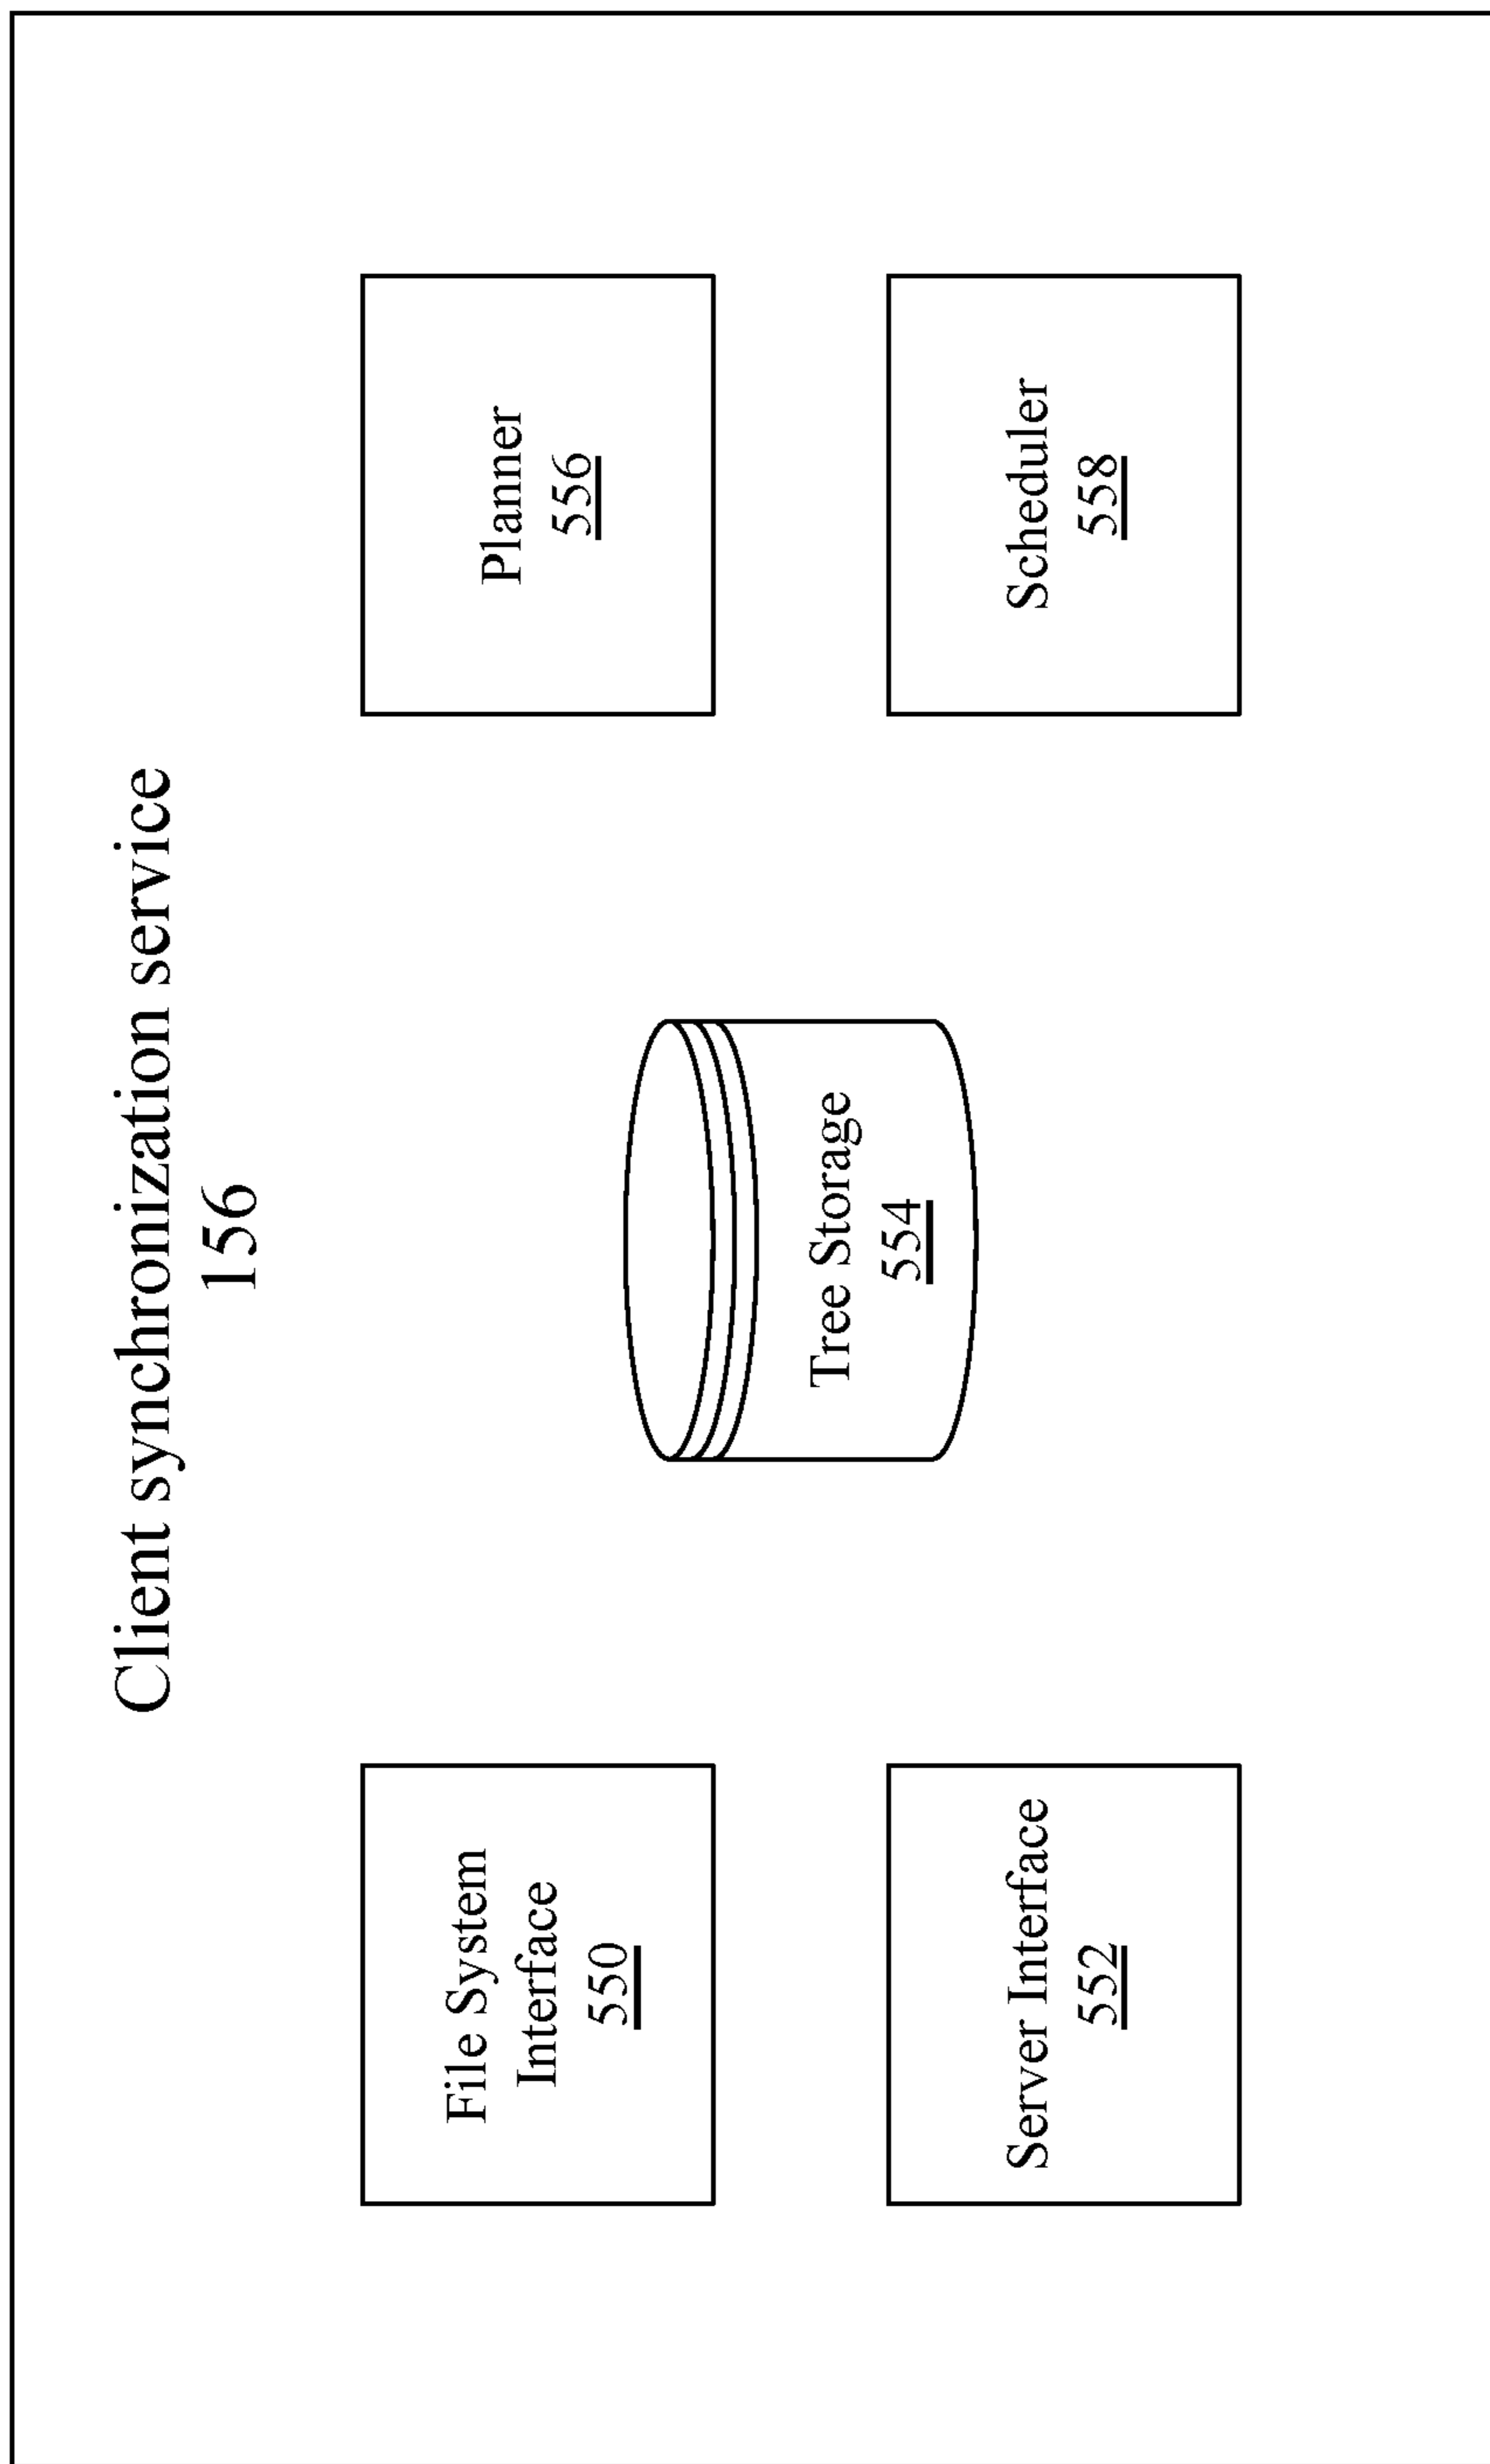 Client synchronization service
156
File System
Interface
550
Server Interface
552
Tree Storage
554
Planner
556
Scheduler
558